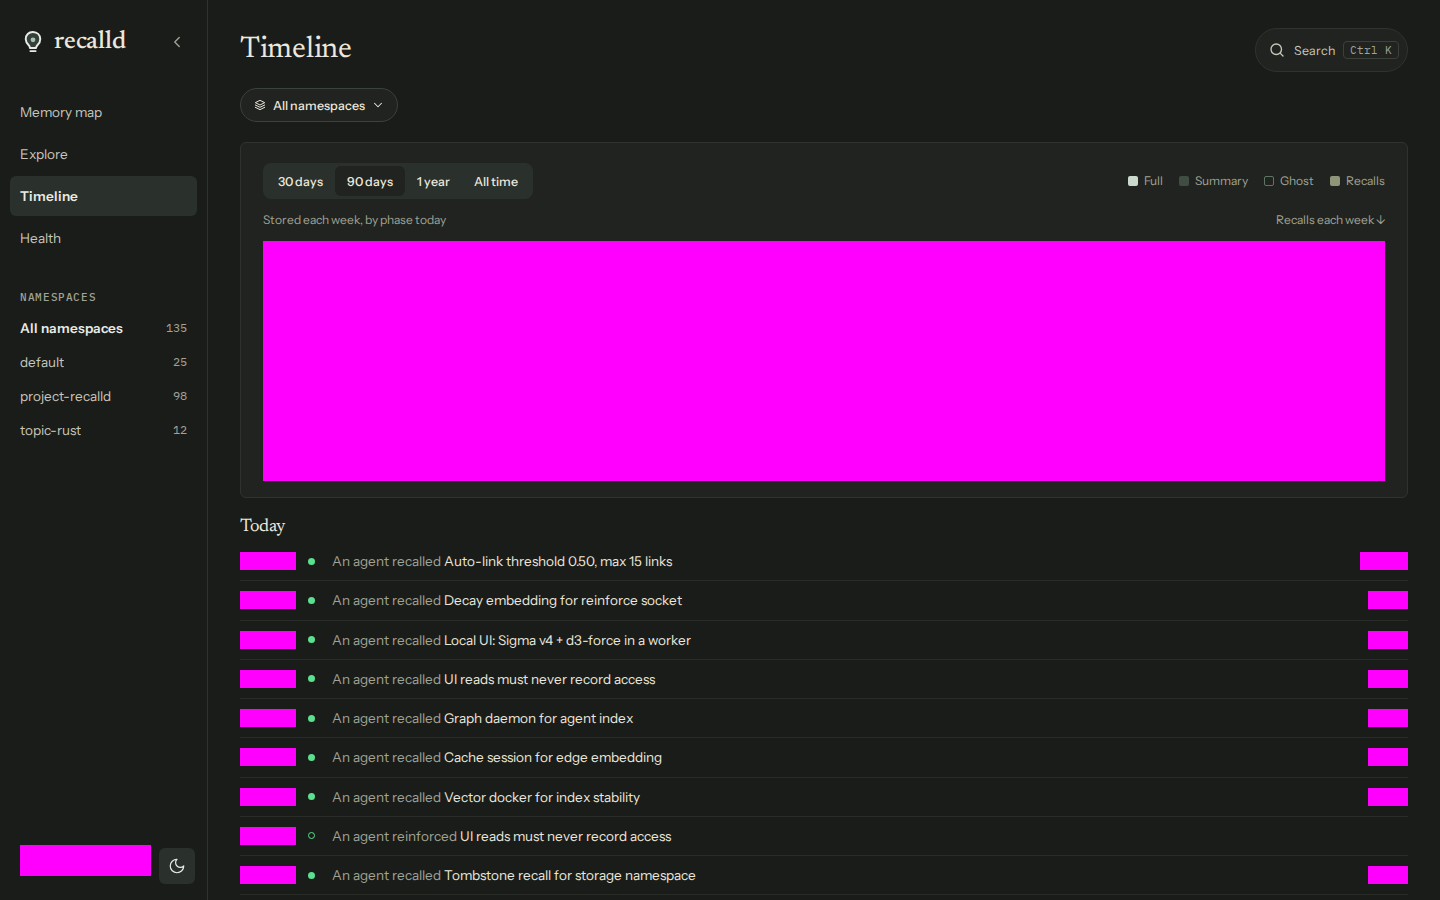 recalld
Memory map
Explore
Timeline
Health
NAMESPACES
All namespaces 135
default 25
project-recalld 98
topic-rust 12
Timeline
Search Ctrl K
All namespaces
30 days 90 days 1 year All time
Full Summary Ghost Recalls
Stored each week, by phase today
Recalls each week ↓
Today
An agent recalled Auto-link threshold 0.50, max 15 links
An agent recalled Decay embedding for reinforce socket
An agent recalled Local UI: Sigma v4 + d3-force in a worker
An agent recalled UI reads must never record access
An agent recalled Graph daemon for agent index
An agent recalled Cache session for edge embedding
An agent recalled Vector docker for index stability
An agent reinforced UI reads must never record access
An agent recalled Tombstone recall for storage namespace